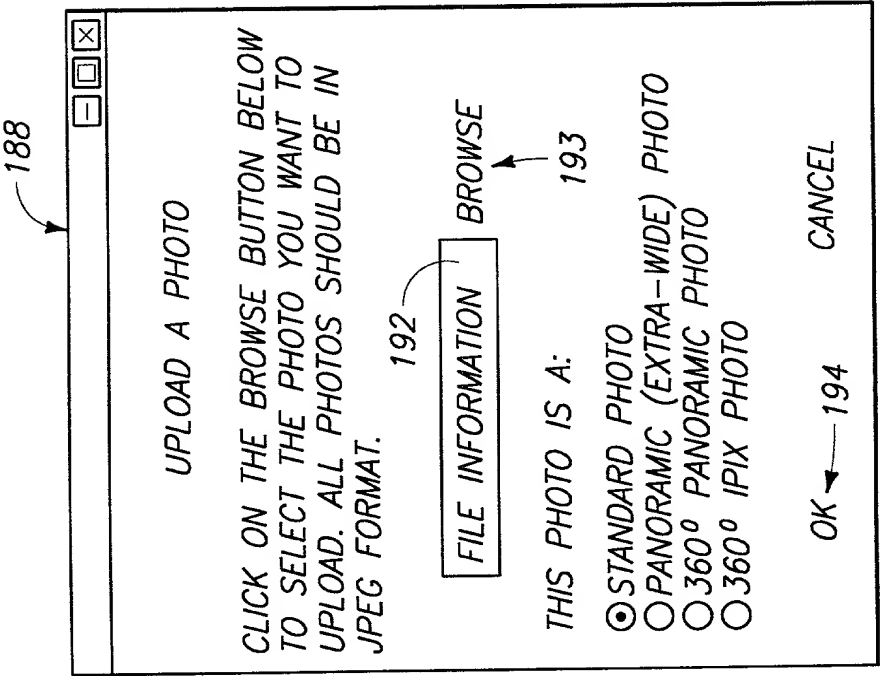 188
UPLOAD A PHOTO
CLICK ON THE BROWSE BUTTON BELOW
TO SELECT THE PHOTO YOU WANT TO
UPLOAD. ALL PHOTOS SHOULD BE IN
JPEG FORMAT.
192
FILE INFORMATION BROWSE
193
THIS PHOTO IS A:
STANDARD PHOTO
PANORAMIC (EXTRA-WIDE) PHOTO
360° PANORAMIC PHOTO
360° IPIX PHOTO
OK 194 CANCEL